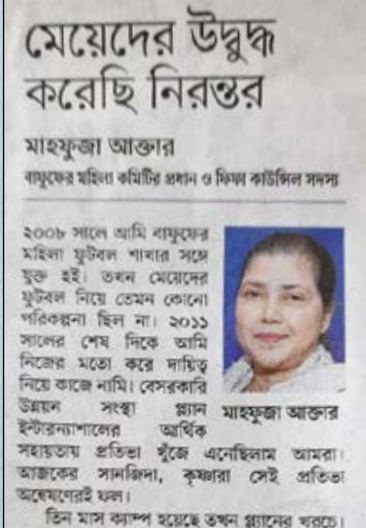 মেয়েদের উদ্বুদ্ধ
করেছি নিরন্তর
মাহফুজা আক্তার
বাফুফের মহিলা কমিটির প্রধান ও ফিফা কাউন্সিল সদস্য
২০০৮ সালে আমি বাফুফের
মহিলা ফুটবল শাখার সঙ্গে
যুক্ত হই। তখন মেয়েদের
ফুটবল নিয়ে তেমন কোনো
পরিকল্পনা ছিল না। ২০১১
সালের শেষ দিকে আমি
নিজের মতো করে দায়িত্ব
নিয়ে কাজে নামি। বেসরকারি
উন্নয়ন সংস্থা প্ল্যান
মাহফুজা আক্তার
ইন্টারন্যাশালের আর্থিক
সহায়তায় প্রতিভা খুঁজে এনেছিলাম আমরা।
আজকের সানজিদা, কৃষ্ণারা সেই প্রতিভা
অন্বেষণেরই ফল।
তিন মাস ক্যাম্প হয়েছে তখন প্ল্যানের খরচে।